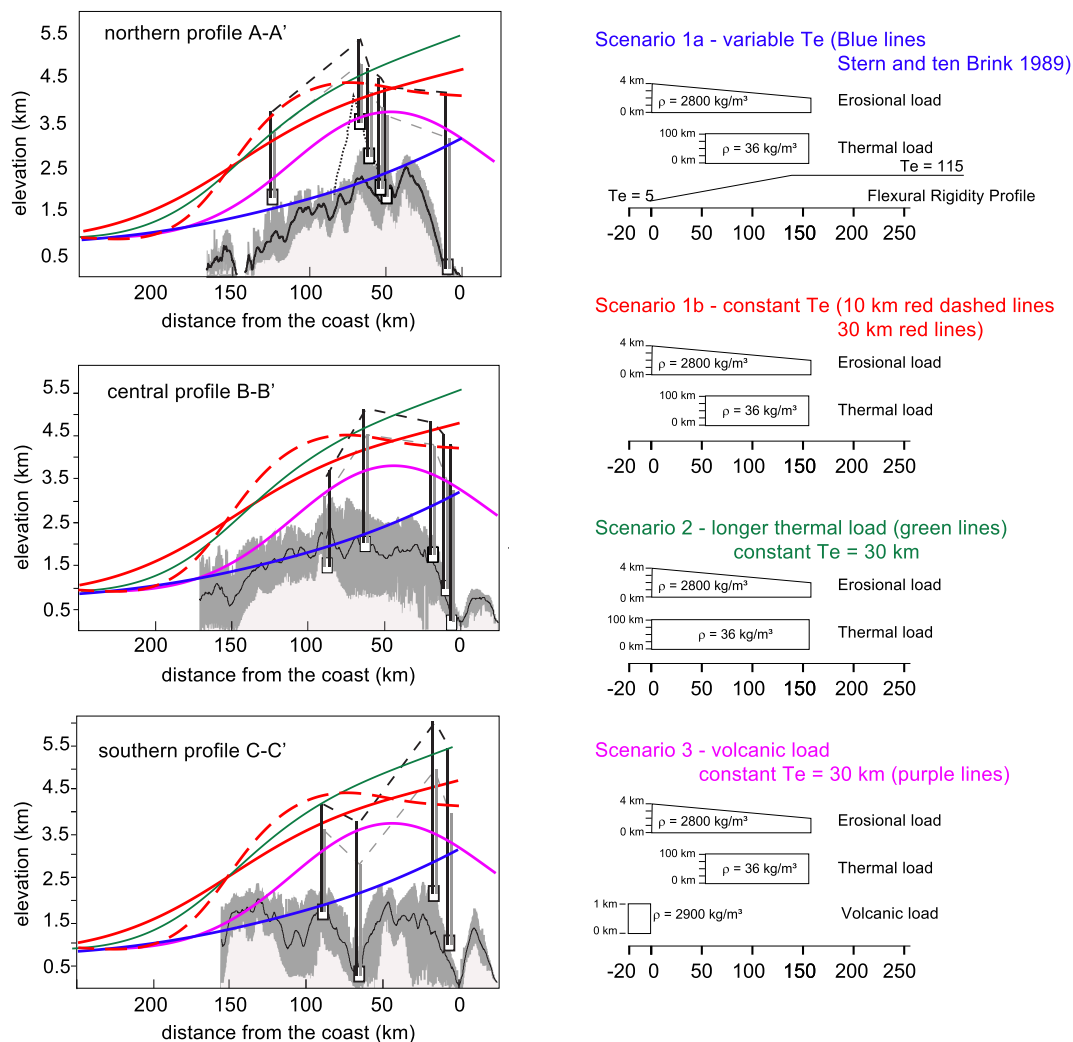 northern profile A-A’
5.5
4.5
3.5
2.5
1.5
0.5
elevation (km)
200 150 100 50 0
distance from the coast (km)
central profile B-B’
5.5
4.5
3.5
2.5
1.5
0.5
elevation (km)
200 150 100 50 0
distance from the coast (km)
southern profile C-C’
5.5
4.5
3.5
2.5
1.5
0.5
elevation (km)
200 150 100 50 0
distance from the coast (km)
Scenario 1a - variable Te (Blue lines
Stern and ten Brink 1989)
4 km
ρ = 2800 kg/m³ Erosional load
0 km
100 km
ρ = 36 kg/m³ Thermal load
0 km
Te = 115
Te = 5 Flexural Rigidity Profile
-20 0 50 100 150 200 250
Scenario 1b - constant Te (10 km red dashed lines
30 km red lines)
4 km
ρ = 2800 kg/m³ Erosional load
0 km
100 km
ρ = 36 kg/m³ Thermal load
0 km
-20 0 50 100 150 200 250
Scenario 2 - longer thermal load (green lines)
constant Te = 30 km
4 km
ρ = 2800 kg/m³ Erosional load
0 km
100 km
ρ = 36 kg/m³ Thermal load
0 km
-20 0 50 100 150 200 250
Scenario 3 - volcanic load
constant Te = 30 km (purple lines)
4 km
ρ = 2800 kg/m³ Erosional load
0 km
100 km
ρ = 36 kg/m³ Thermal load
0 km
1 km
ρ = 2900 kg/m³ Volcanic load
0 km
-20 0 50 100 150 200 250